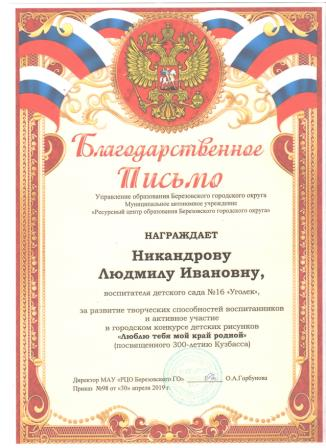 Благодарственное
Письмо
Управление образования Березовского городского округа
Муниципальное автономное учреждение
«Ресурсный центр образования Березовского городского округа»
НАГРАЖДАЕТ
Никандрову
Людмилу Ивановну,
воспитателя детского сада №16 «Уголек»,
за развитие творческих способностей воспитанников
и активное участие
в городском конкурсе детских рисунков
«Люблю тебя мой край родной»
(посвященного 300-летию Кузбасса)
Директор МАУ «РЦО Березовского ГО» О.А.Горбунова
Приказ №98 от «30» апреля 2019 г.